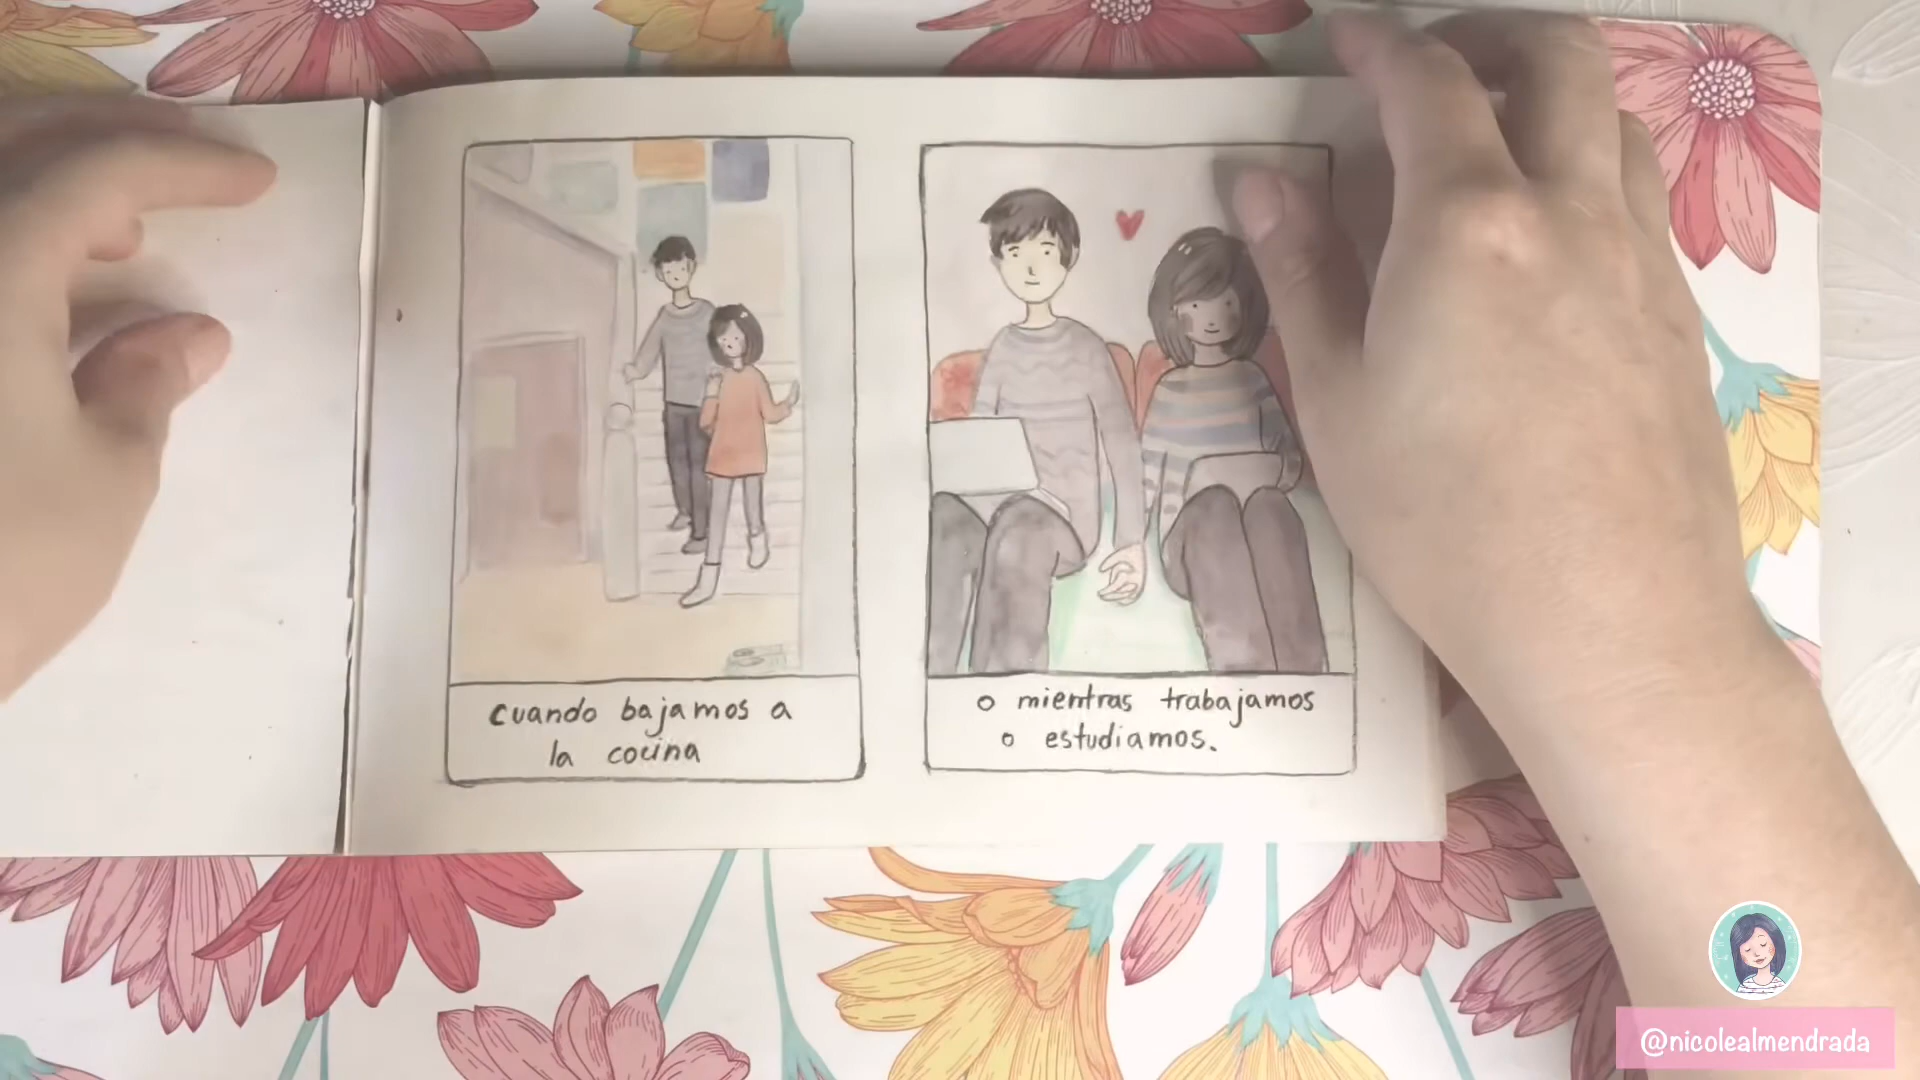 cuando bajamos a
la cocina
o mientras trabajamos
o estudiamos.
@nicolealmendrada